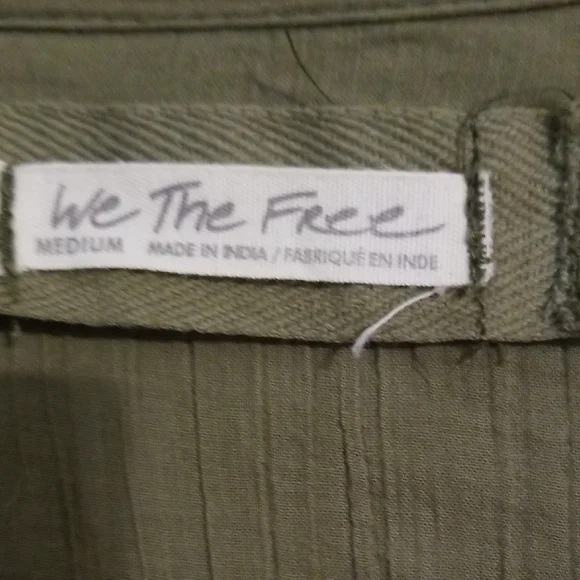 We The Free
MEDIUM MADE IN INDIA / FABRIQUÉ EN INDE